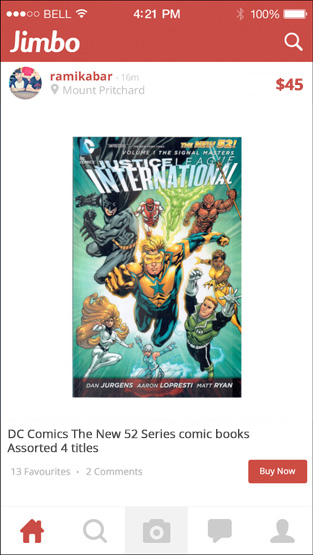 BELL 4:21 PM 100%
Jimbo
ramikabar · 16m $45
Mount Pritchard
DC COMICS THE NEW 52!
VOLUME 1 THE SIGNAL MASTERS
JUSTICE LEAGUE
INTERNATIONAL
DAN JURGENS AARON LOPRESTI MATT RYAN
DC Comics The New 52 Series comic books
Assorted 4 titles
13 Favourites • 2 Comments Buy Now